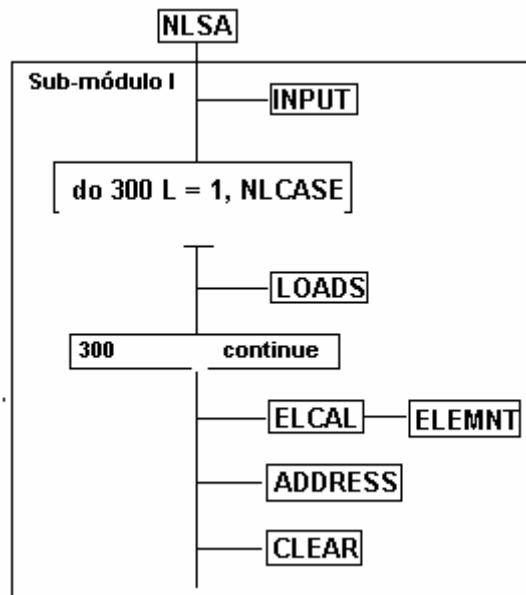 NLSA
Sub-módulo I
INPUT
do 300 L = 1, NLCASE
LOADS
300 continue
ELCAL ELEMNT
ADDRESS
CLEAR